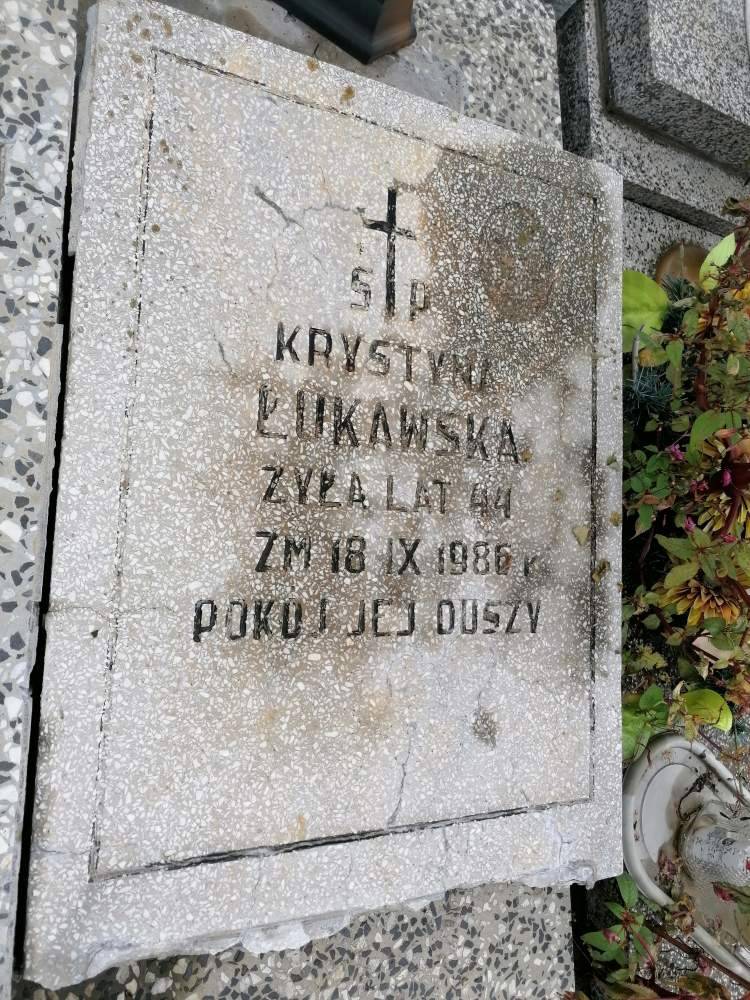 Ś P
KRYSTYNA
ŁUKAWSKA
ŻYŁA LAT 44
ZM 18 IX 1986 r
POKÓJ JEJ DUSZY